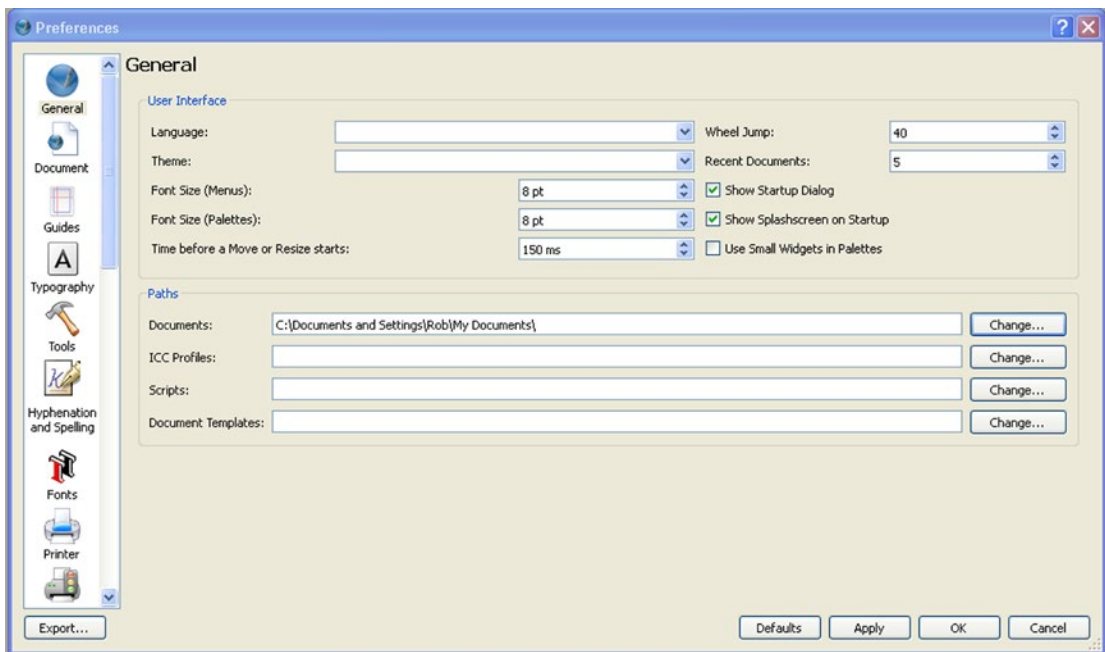 Preferences
General
General
User Interface
Language:
Wheel Jump:
40
Theme:
Recent Documents:
5
Font Size (Menus):
8 pt
Show Startup Dialog
Font Size (Palettes):
8 pt
Show Splashscreen on Startup
Time before a Move or Resize starts:
150 ms
Use Small Widgets in Palettes
Paths
Documents:
C:\Documents and Settings\Rob\My Documents\
Change...
ICC Profiles:
Change...
Scripts:
Change...
Document Templates:
Change...
Document
Guides
A
Typography
Tools
Hyphenation
and Spelling
Fonts
Printer
Export...
Defaults
Apply
OK
Cancel